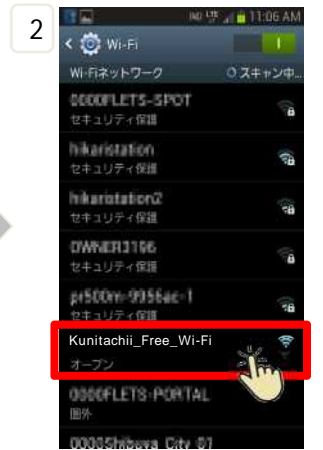 2
LTE 11:06 AM
Wi-Fi
Wi-Fiネットワーク スキャン中...
0000FLETS-SPOT
セキュリティ保護
hikaristation
セキュリティ保護
hikaristation2
セキュリティ保護
OWNER3196
セキュリティ保護
セキュリティ保護
Kunitachii_Free_Wi-Fi
オープン
0000FLETS-PORTAL
圏外